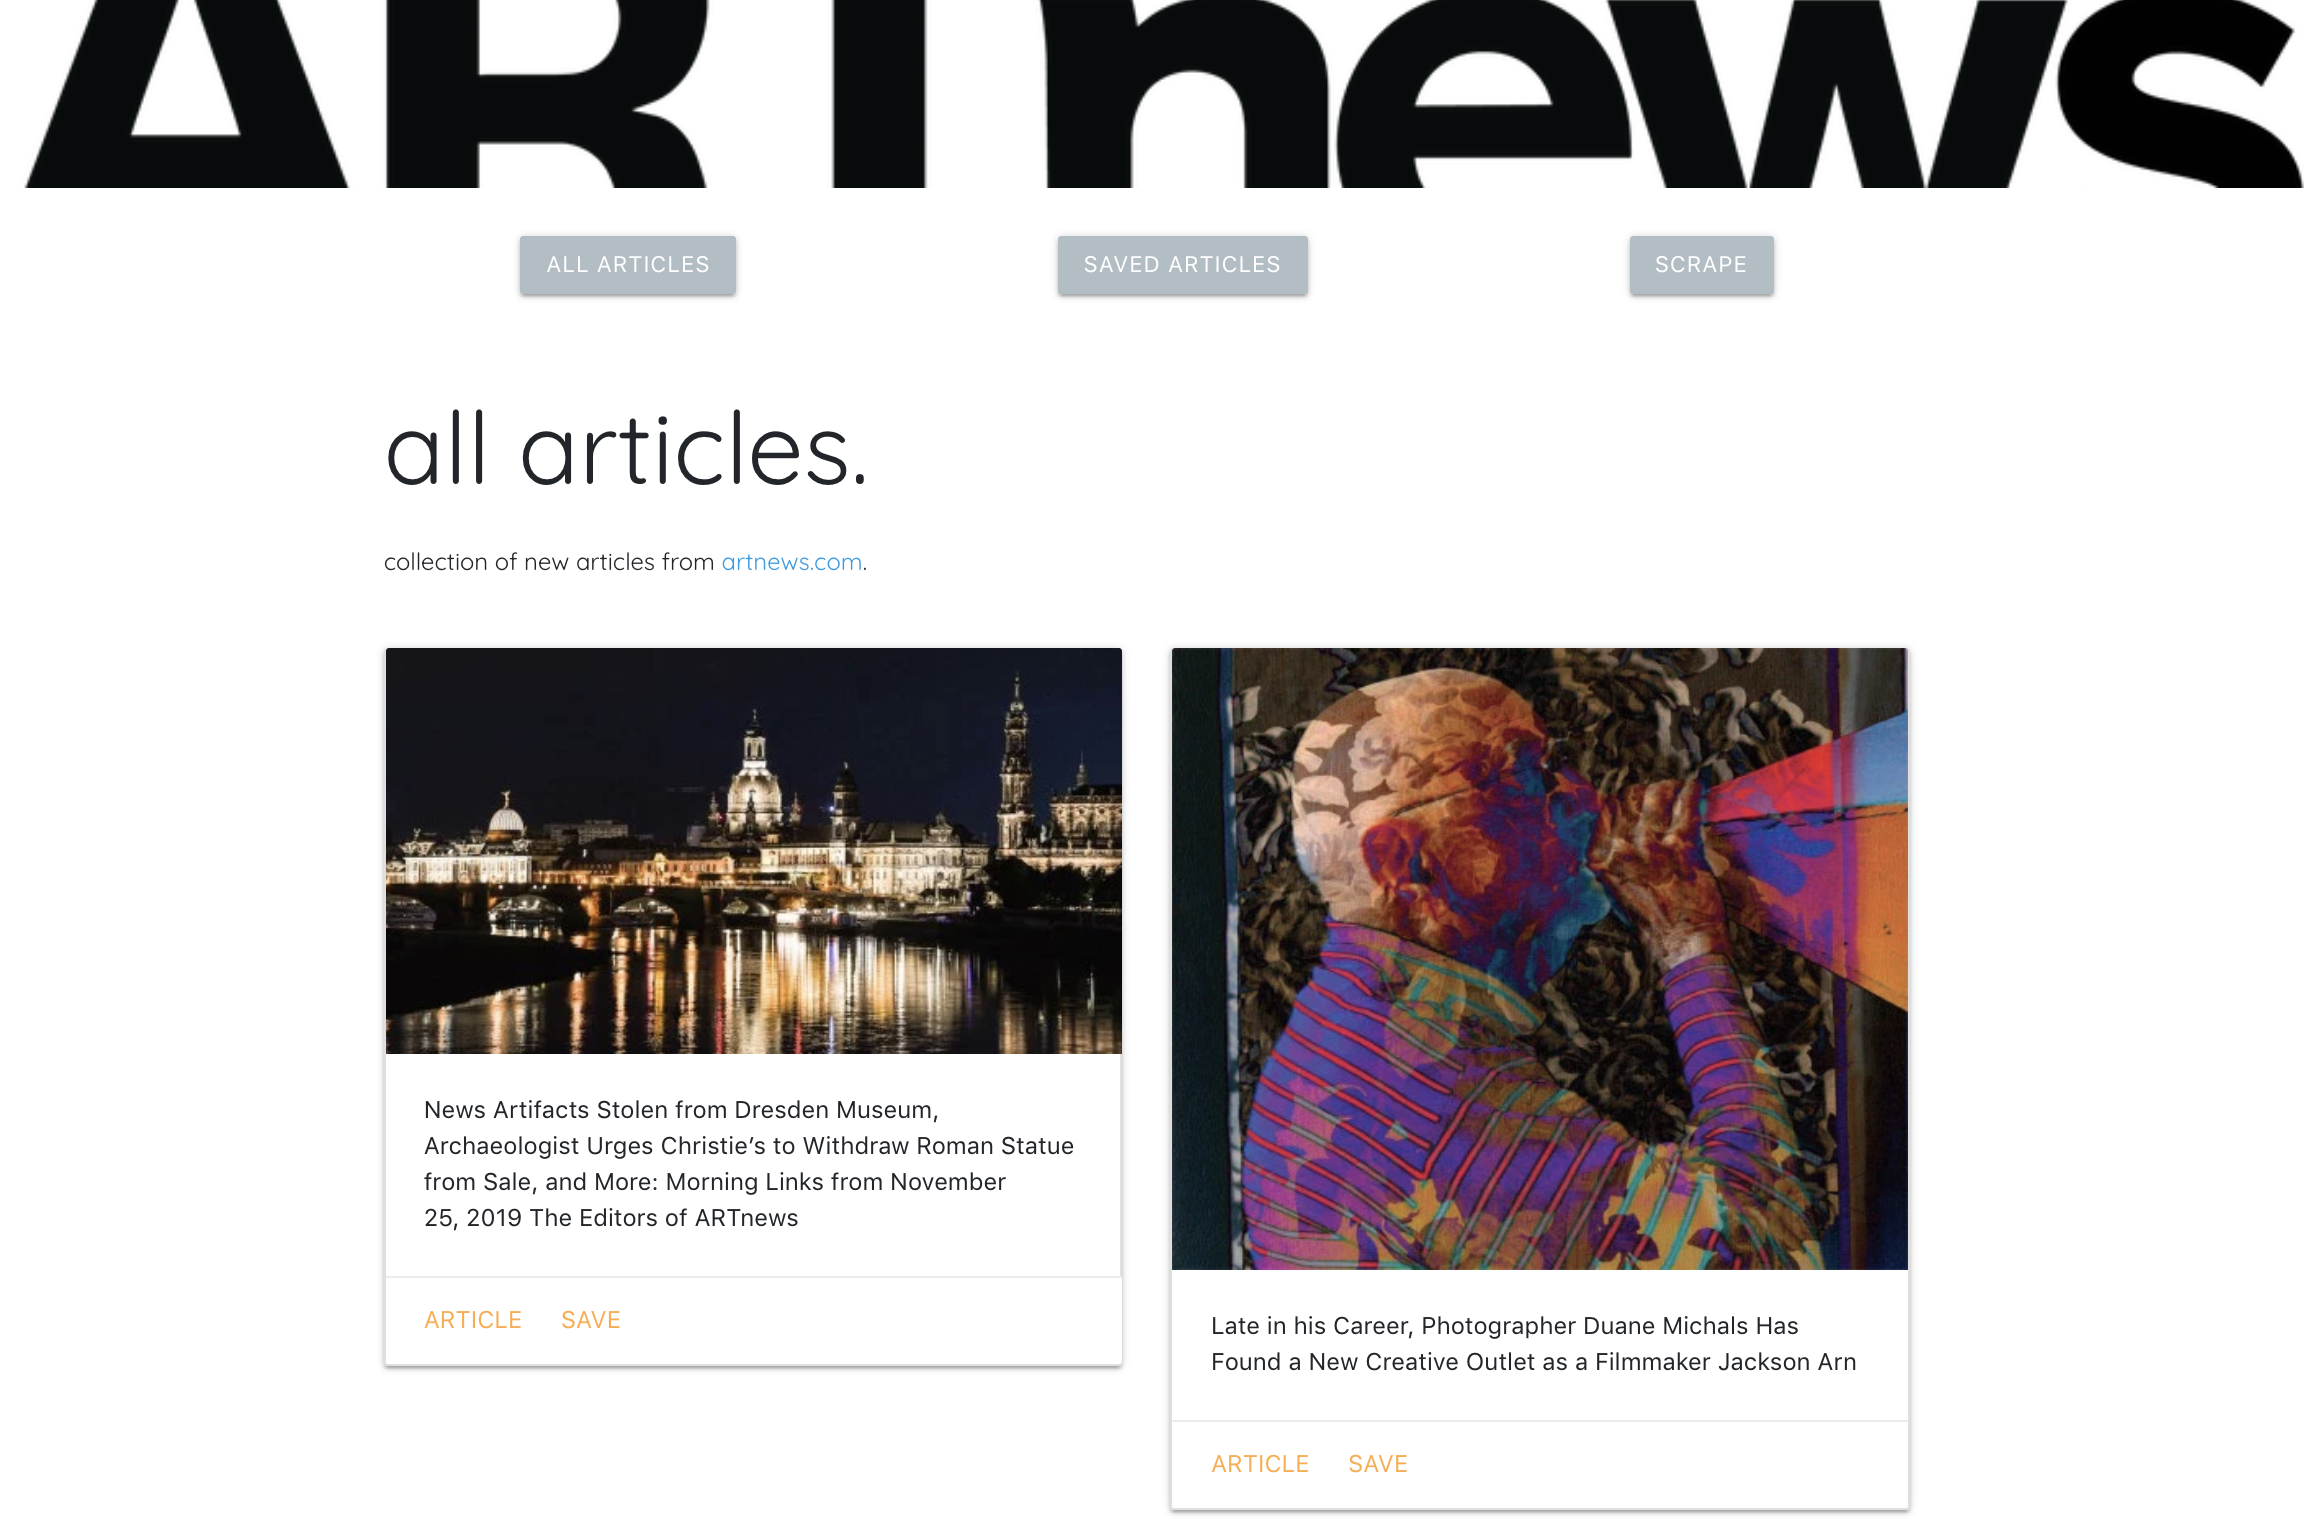 ARTnews
ALL ARTICLES
SAVED ARTICLES
SCRAPE
all articles.
collection of new articles from artnews.com.
News Artifacts Stolen from Dresden Museum,
Archaeologist Urges Christie’s to Withdraw Roman Statue
from Sale, and More: Morning Links from November
25, 2019 The Editors of ARTnews
ARTICLE
SAVE
Late in his Career, Photographer Duane Michals Has
Found a New Creative Outlet as a Filmmaker Jackson Arn
ARTICLE
SAVE